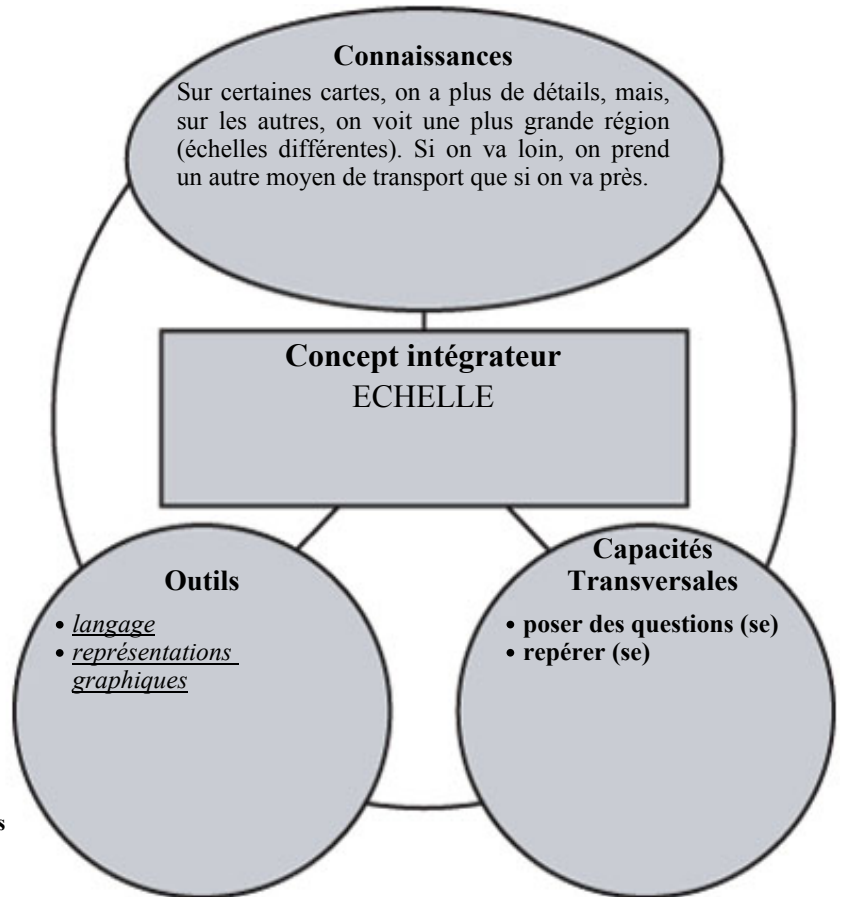 Connaissances
Sur certaines cartes, on a plus de détails, mais,
sur les autres, on voit une plus grande région
(échelles différentes). Si on va loin, on prend
un autre moyen de transport que si on va près.
Concept intégrateur
ECHELLE
Outils
• langage
• représentations
graphiques
Capacités
Transversales
• poser des questions (se)
• repérer (se)
s